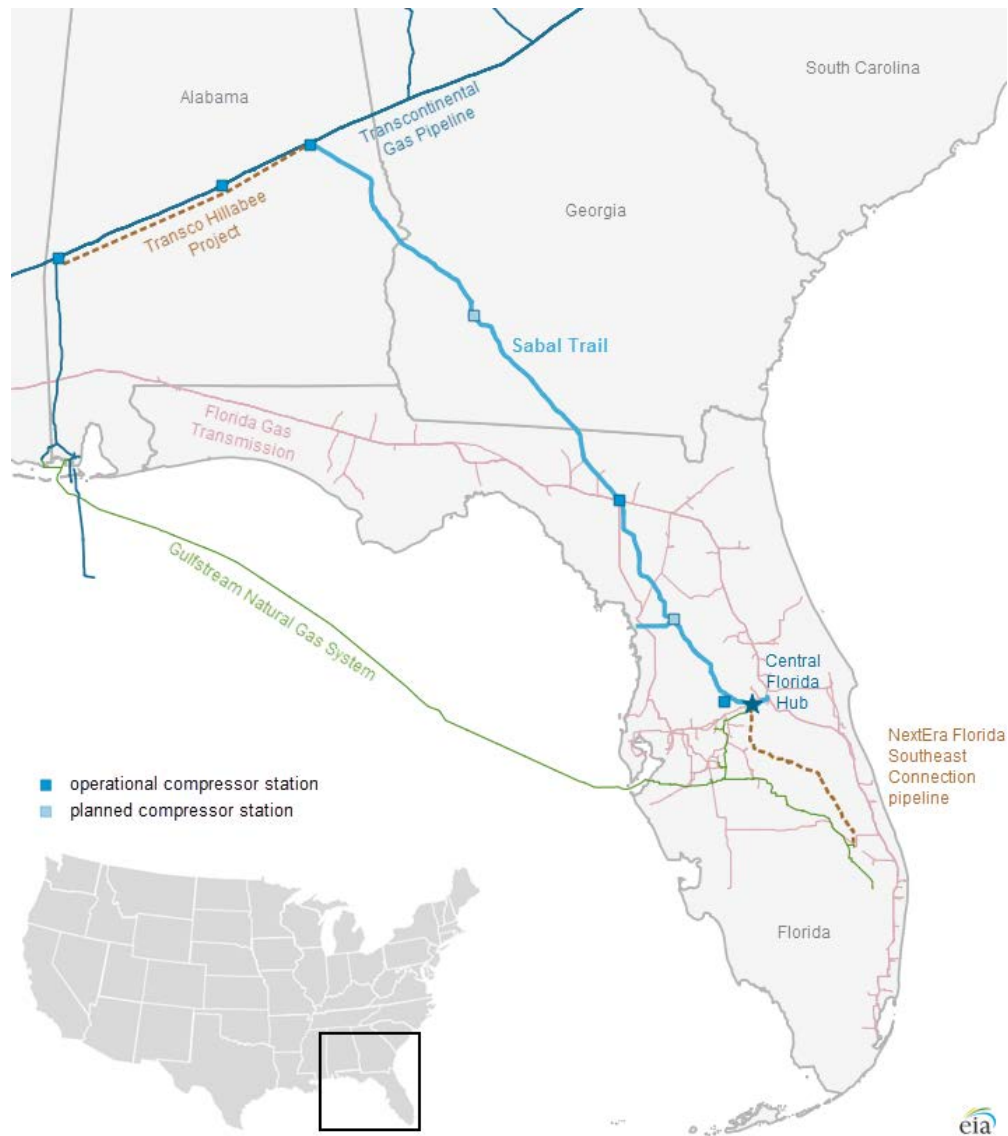 South Carolina
Alabama
Transcontinental
Gas Pipeline
Transco Hillabee
Project
Georgia
Sabal Trail
Florida Gas
Transmission
Gulfstream Natural Gas System
Central
Florida
Hub
NextEra Florida
Southeast
Connection
pipeline
operational compressor station
planned compressor station
Florida
eia